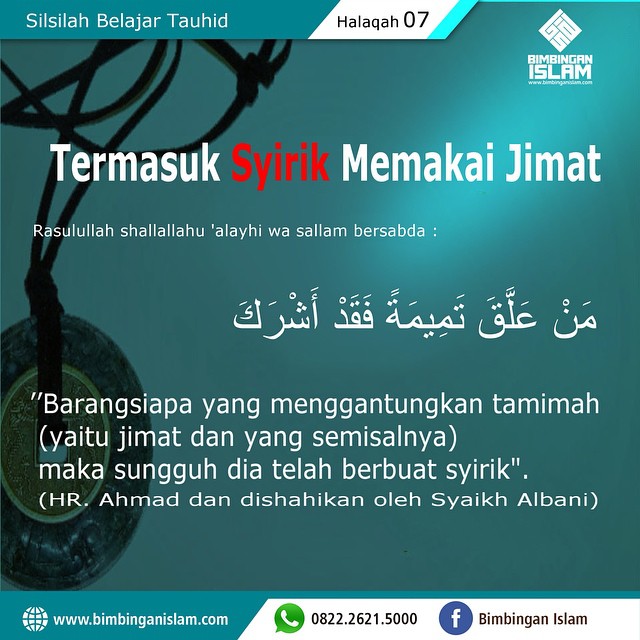 Silsilah Belajar Tauhid
Halaqah 07
BIMBINGAN
ISLAM
www.bimbinganislam.com
Termasuk Syirik Memakai Jimat
Rasulullah shallallahu 'alayhi wa sallam bersabda :
مَنْ عَلَّقَ تَمِيمَةً فَقَدْ أَشْرَكَ
"Barangsiapa yang menggantungkan tamimah
(yaitu jimat dan yang semisalnya)
maka sungguh dia telah berbuat syirik".
(HR. Ahmad dan dishahikan oleh Syaikh Albani)
www.bimbinganislam.com
0822.2621.5000
Bimbingan Islam